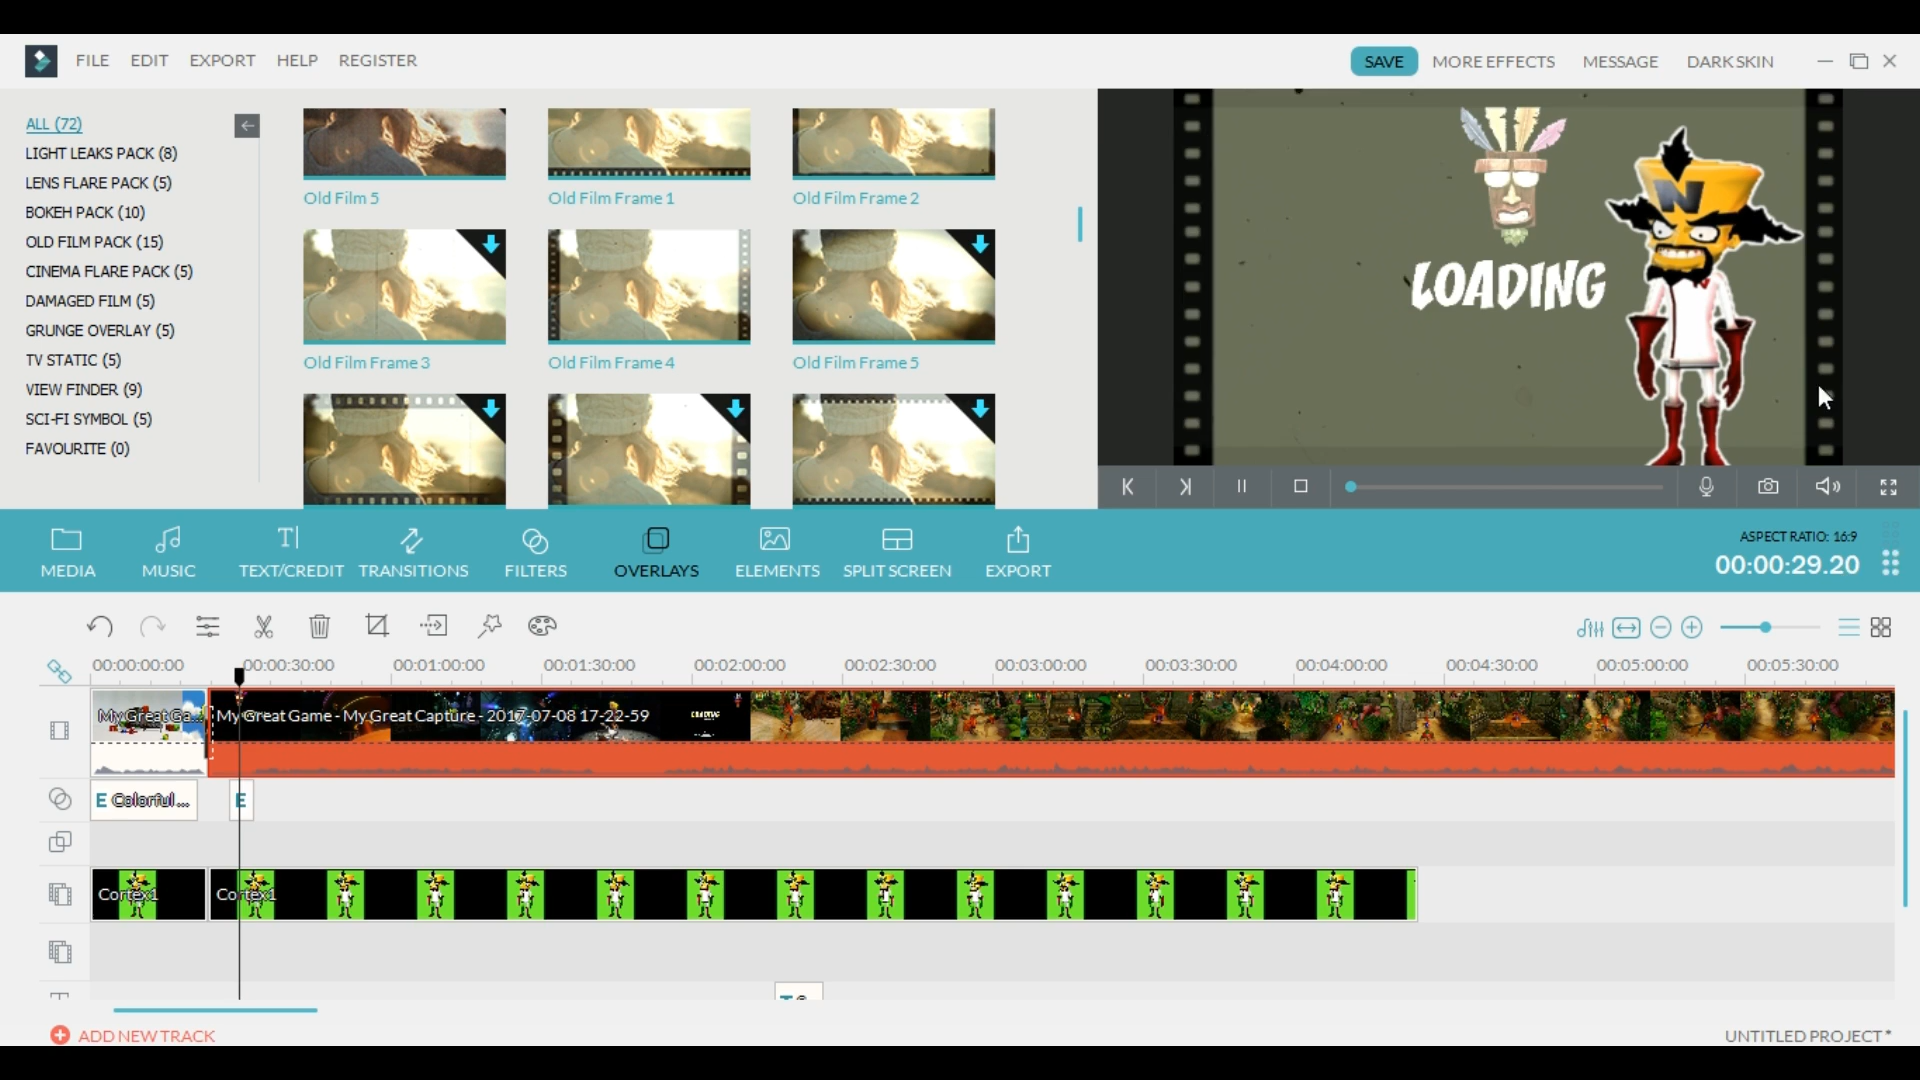 FILE EDIT EXPORT HELP REGISTER
SAVE MORE EFFECTS MESSAGE DARK SKIN
ALL (72)
LIGHT LEAKS PACK (8)
LENS FLARE PACK (5)
BOKEH PACK (10)
OLD FILM PACK (15)
CINEMA FLARE PACK (5)
DAMAGED FILM (5)
GRUNGE OVERLAY (5)
TV STATIC (5)
VIEW FINDER (9)
SCI-FI SYMBOL (5)
FAVOURITE (0)
Old Film 5 Old Film Frame 1 Old Film Frame 2
Old Film Frame 3 Old Film Frame 4 Old Film Frame 5
N
LOADING
MEDIA MUSIC TEXT/CREDIT TRANSITIONS FILTERS OVERLAYS ELEMENTS SPLIT SCREEN EXPORT
ASPECT RATIO: 16:9
00:00:29.20
00:00:00:00 00:00:30:00 00:01:00:00 00:01:30:00 00:02:00:00 00:02:30:00 00:03:00:00 00:03:30:00 00:04:00:00 00:04:30:00 00:05:00:00 00:05:30:00
My Great Ga... My Great Game - My Great Capture - 2017-07-08 17-22-59
LOADING
E Colorful ... E
Cortex1 Cortex1
ADD NEW TRACK
UNTITLED PROJECT *